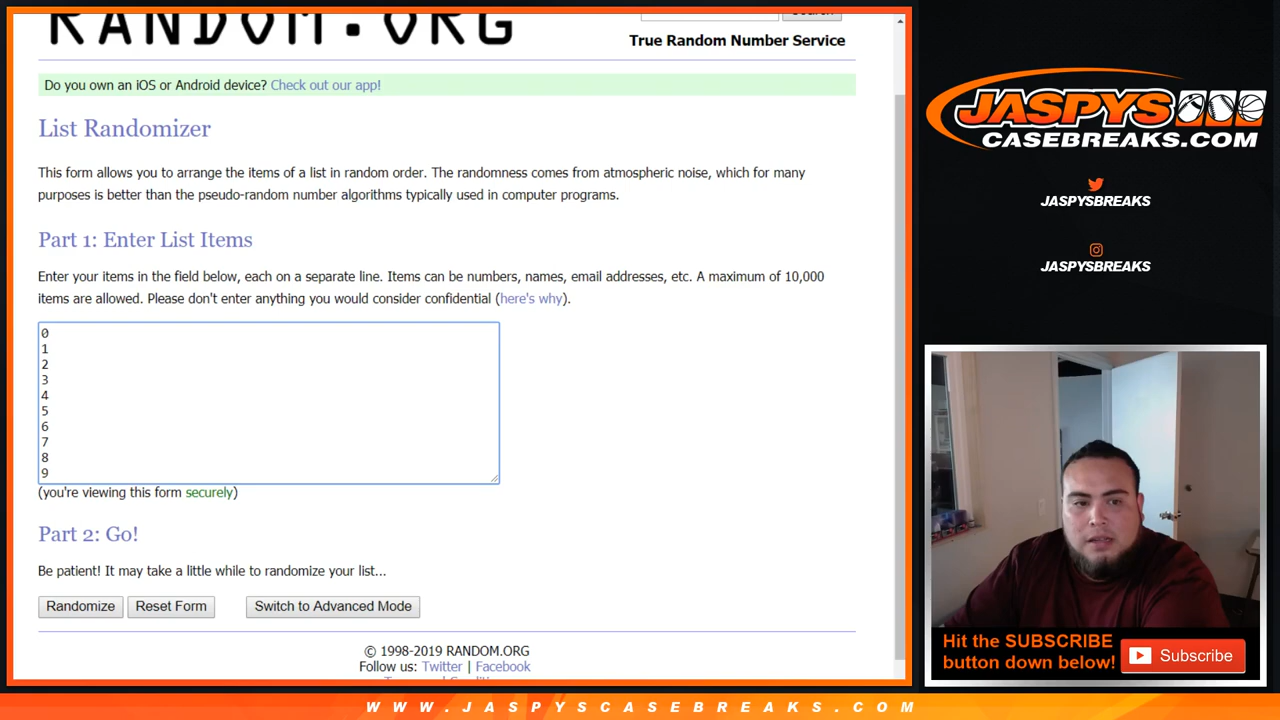 RANDOM.ORG
Search
True Random Number Service
Do you own an iOS or Android device? Check out our app!
List Randomizer
This form allows you to arrange the items of a list in random order. The randomness comes from atmospheric noise, which for many
purposes is better than the pseudo-random number algorithms typically used in computer programs.
Part 1: Enter List Items
Enter your items in the field below, each on a separate line. Items can be numbers, names, email addresses, etc. A maximum of 10,000
items are allowed. Please don't enter anything you would consider confidential (here's why).
0
1
2
3
4
5
6
7
8
9
(you're viewing this form securely)
Part 2: Go!
Be patient! It may take a little while to randomize your list...
Randomize
Reset Form
Switch to Advanced Mode
© 1998-2019 RANDOM.ORG
Follow us: Twitter | Facebook
JASPYS
CASEBREAKS.COM
JASPYSBREAKS
JASPYSBREAKS
Hit the SUBSCRIBE
button down below!
Subscribe
WWW.JASPYSCASEBREAKS.COM